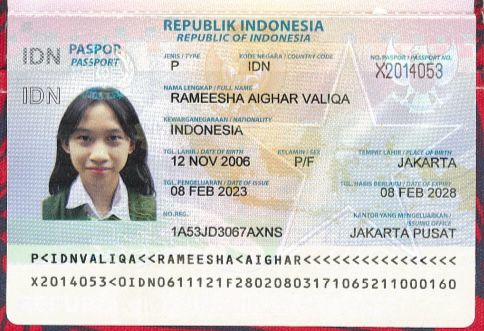 REPUBLIK INDONESIA
REPUBLIC OF INDONESIA
IDN PASPOR PASSPORT
JENIS / TYPE KODE NEGARA / COUNTRY CODE NO. PASPOR / PASSPORT NO.
P IDN X2014053
IDN
NAMA LENGKAP / FULL NAME
RAMEESHA AIGHAR VALIQA
KEWARGANEGARAAN / NATIONALITY
INDONESIA
TGL. LAHIR / DATE OF BIRTH KELAMIN / SEX TEMPAT LAHIR / PLACE OF BIRTH
12 NOV 2006 P/F JAKARTA
TGL. PENGELUARAN / DATE OF ISSUE TGL. HABIS BERLAKU / DATE OF EXPIRY
08 FEB 2023 08 FEB 2028
NO. REG. KANTOR YANG MENGELUARKAN /
ISSUING OFFICE
1A53JD3067AXNS JAKARTA PUSAT
P<IDNVALIQA<<RAMEESHA<AIGHAR<<<<<<<<<<<<<<<<
X2014053<0IDN0611121F28020803171065211000160